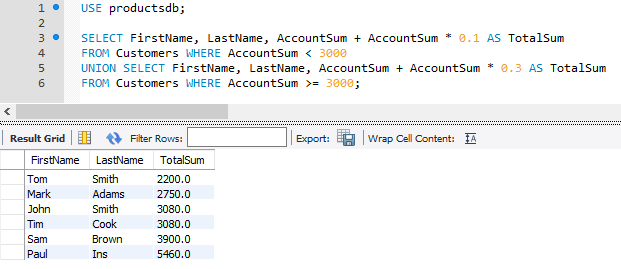 1 USE productsdb;
2
3 SELECT FirstName, LastName, AccountSum + AccountSum * 0.1 AS TotalSum
4 FROM Customers WHERE AccountSum < 3000
5 UNION SELECT FirstName, LastName, AccountSum + AccountSum * 0.3 AS TotalSum
6 FROM Customers WHERE AccountSum >= 3000;
Result Grid Filter Rows: Export: Wrap Cell Content:
FirstName LastName TotalSum
Tom Smith 2200.0
Mark Adams 2750.0
John Smith 3080.0
Tim Cook 3080.0
Sam Brown 3900.0
Paul Ins 5460.0